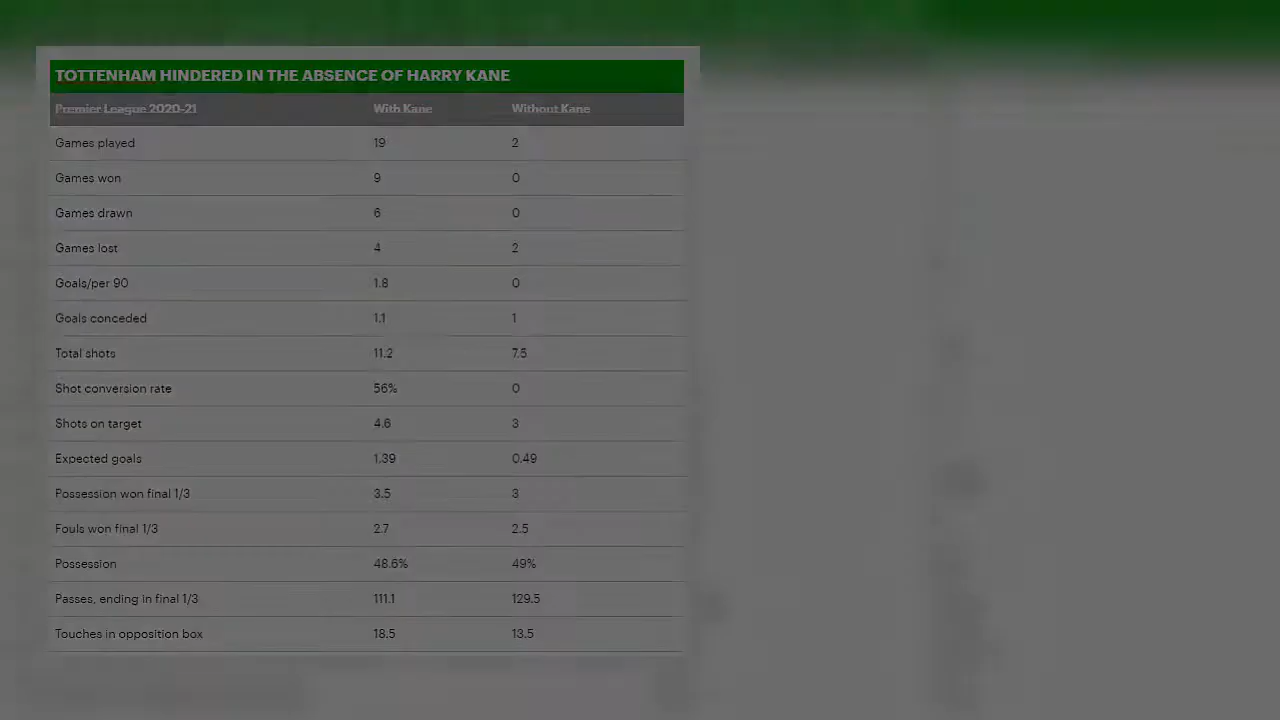 TOTTENHAM HINDERED IN THE ABSENCE OF HARRY KANE
Premier League 2020-21 With Kane Without Kane
Games played 19 2
Games won 9 0
Games drawn 6 0
Games lost 4 2
Goals/per 90 1.8 0
Goals conceded 1.1 1
Total shots 11.2 7.5
Shot conversion rate 56% 0
Shots on target 4.6 3
Expected goals 1.39 0.49
Possession won final 1/3 3.5 3
Fouls won final 1/3 2.7 2.5
Possession 48.6% 49%
Passes, ending in final 1/3 111.1 129.5
Touches in opposition box 18.5 13.5